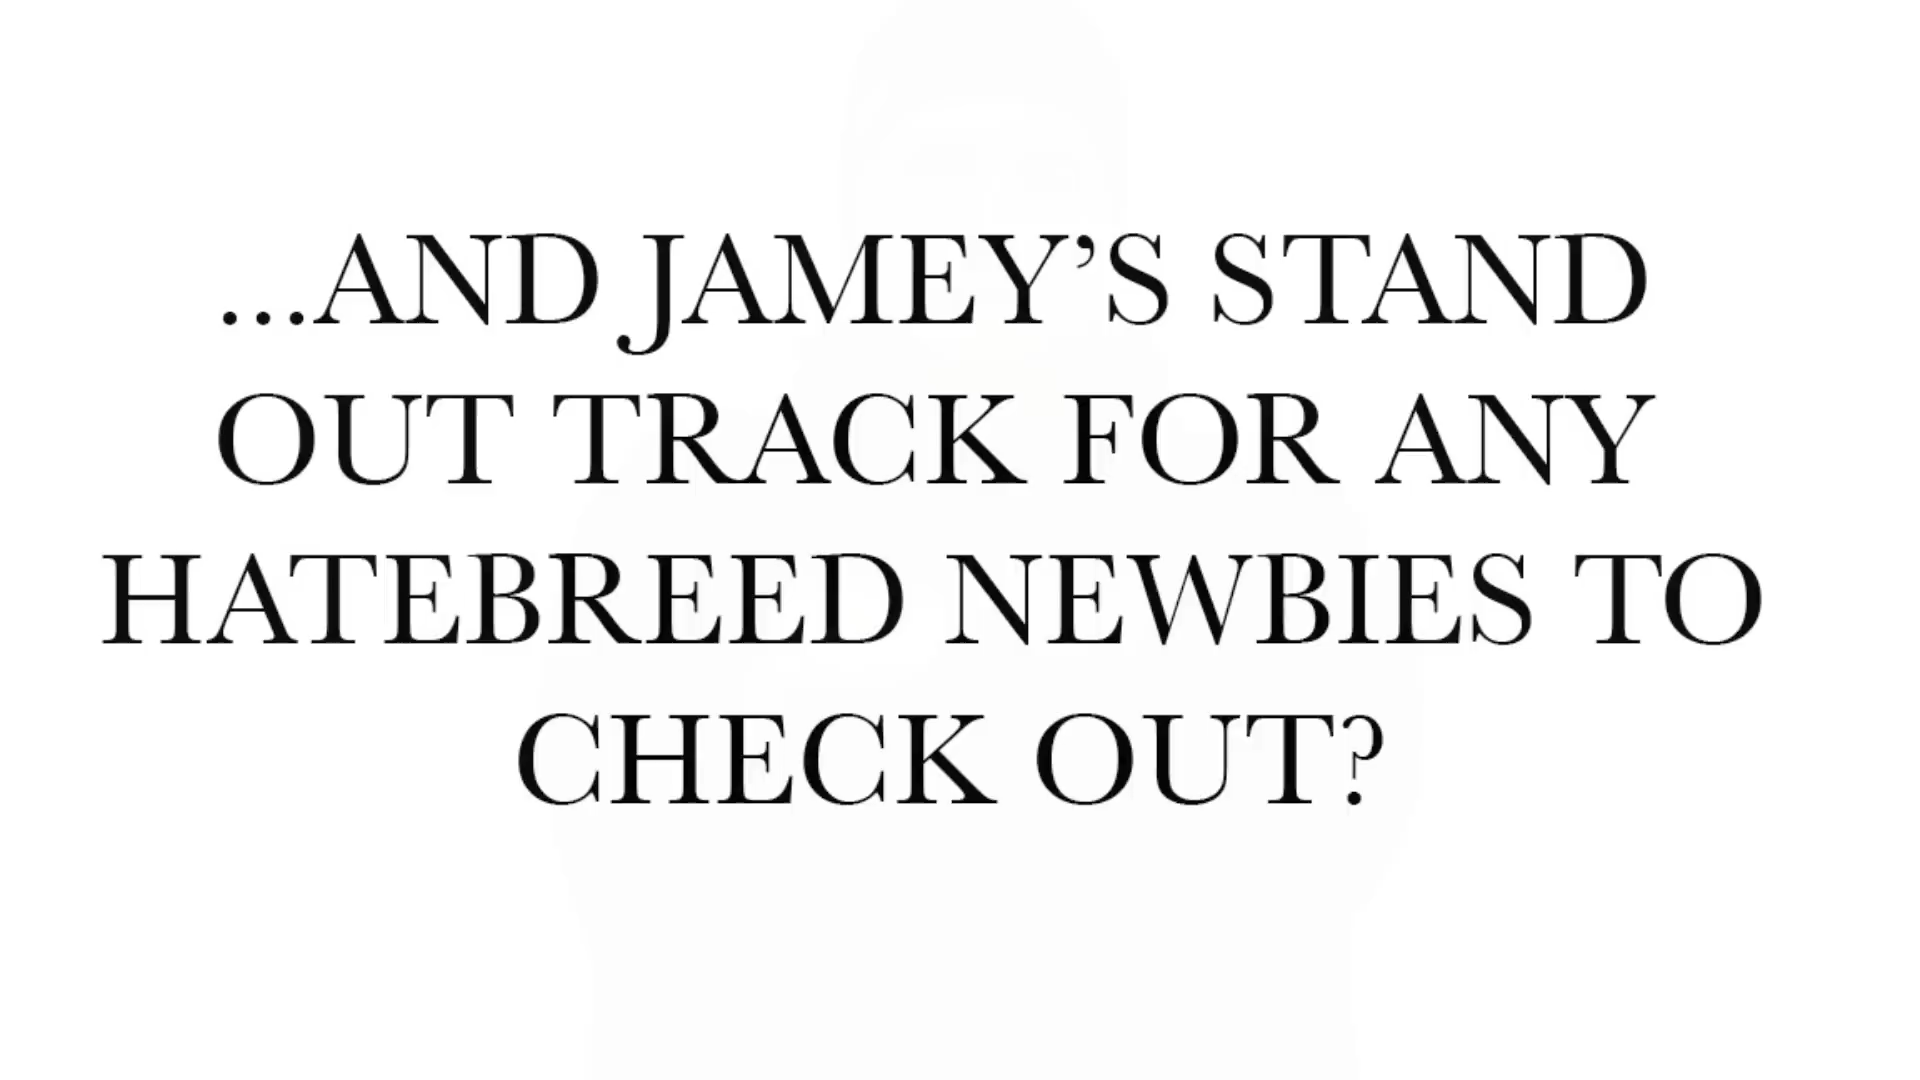 ...AND JAMEY’S STAND
OUT TRACK FOR ANY
HATEBREED NEWBIES TO
CHECK OUT?